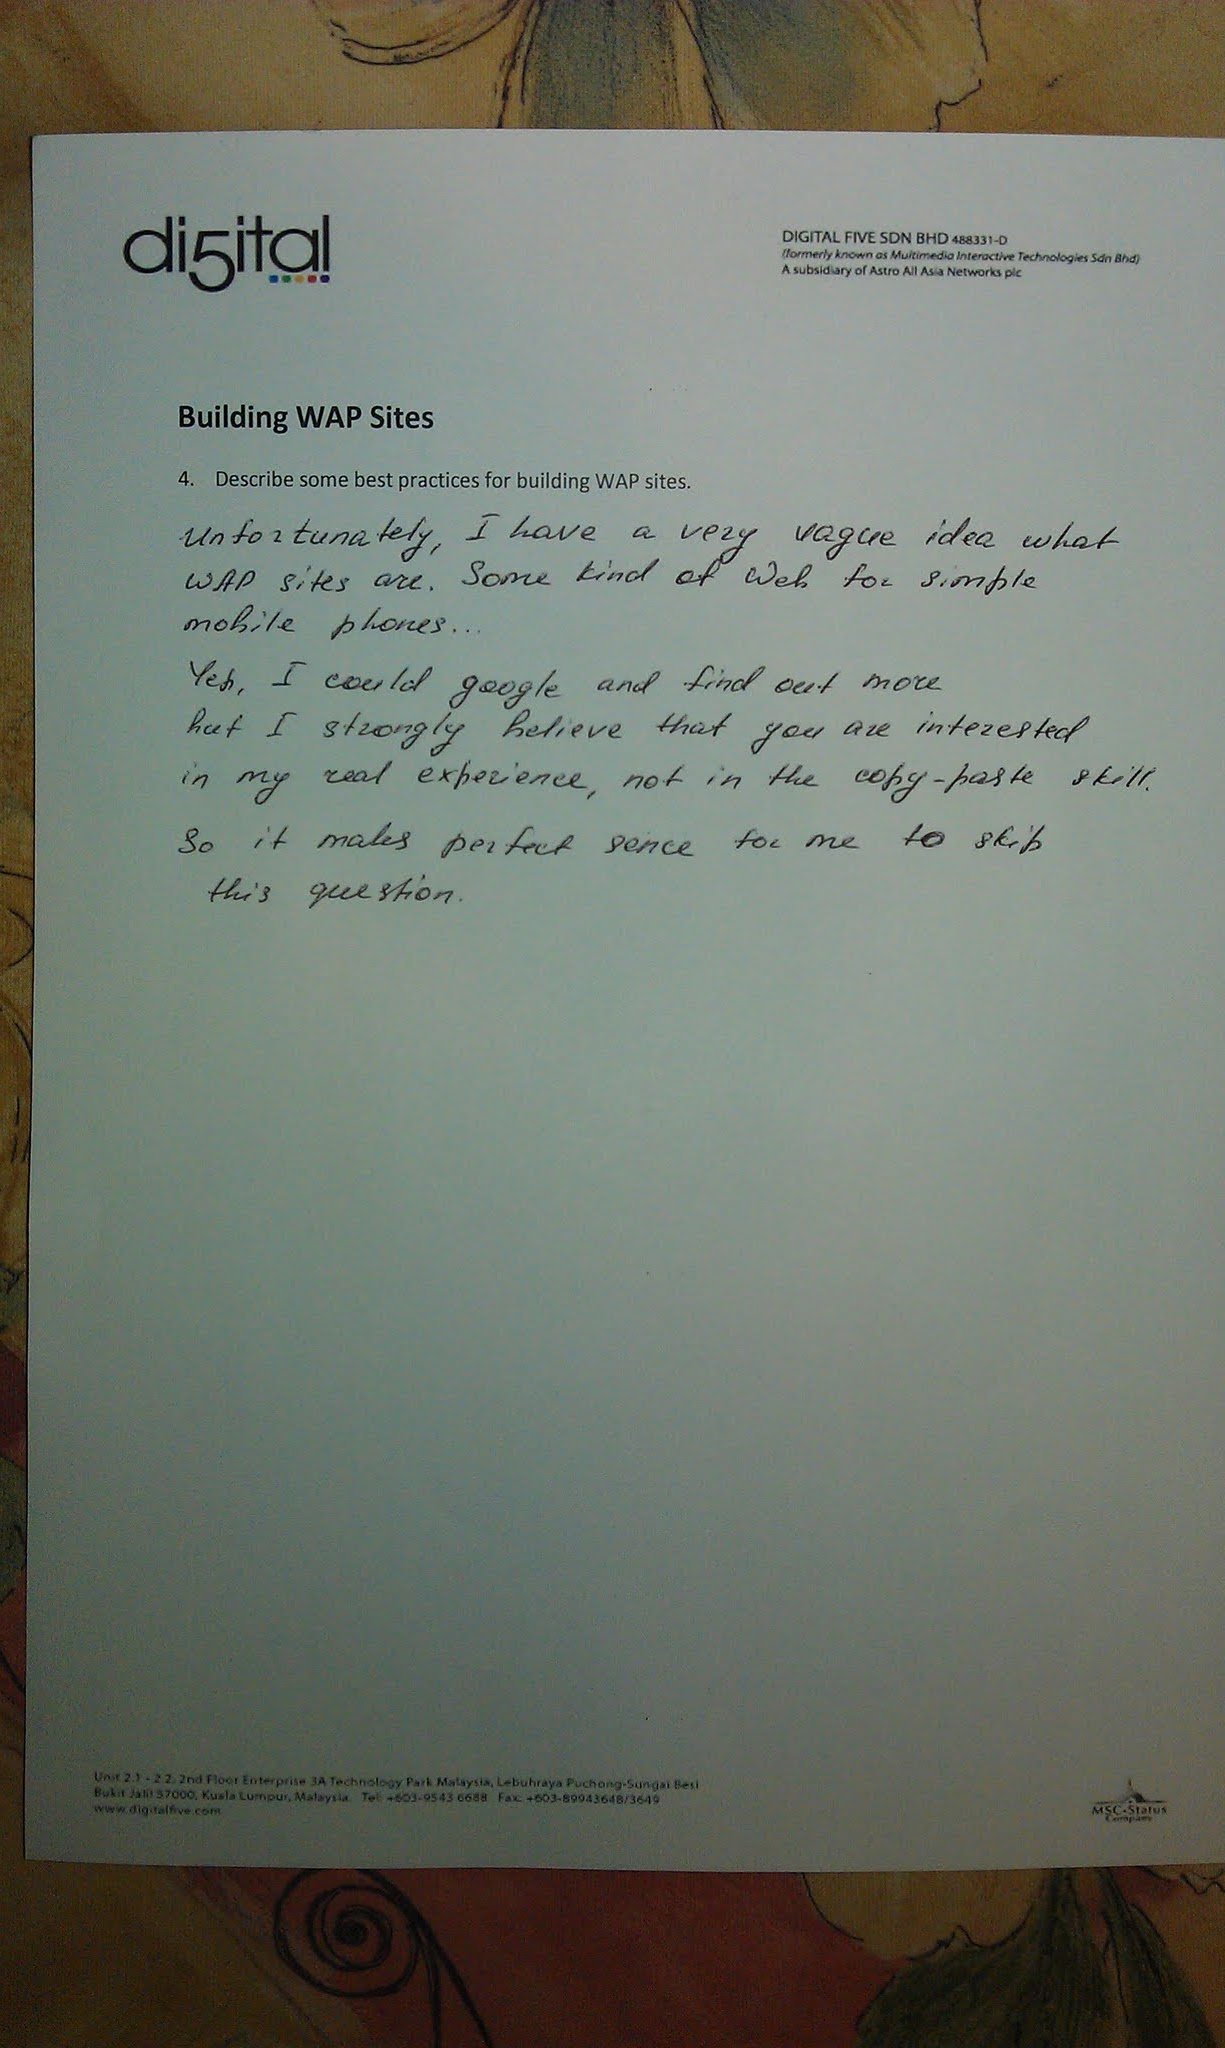 di5ital
DIGITAL FIVE SDN BHD 488331-D
(formerly known as Multimedia Interactive Technologies Sdn Bhd)
A subsidiary of Astro All Asia Networks plc
Building WAP Sites
4. Describe some best practices for building WAP sites.
Unfortunately, I have a very vague idea what
WAP sites are. Some kind of Web for simple
mobile phones...
Yes, I could google and find out more
but I strongly believe that you are interested
in my real experience, not in the copy-paste skill.
So it makes perfect sence for me to skip
this question.
Unit 2.1 - 2.2, 2nd Floor Enterprise 3A Technology Park Malaysia, Lebuhraya Puchong-Sungai Besi
Bukit Jalil 57000, Kuala Lumpur, Malaysia. Tel: +603-9543 6688 Fax: +603-89943648/3649
www.digitalfive.com
MSC-Status
Company